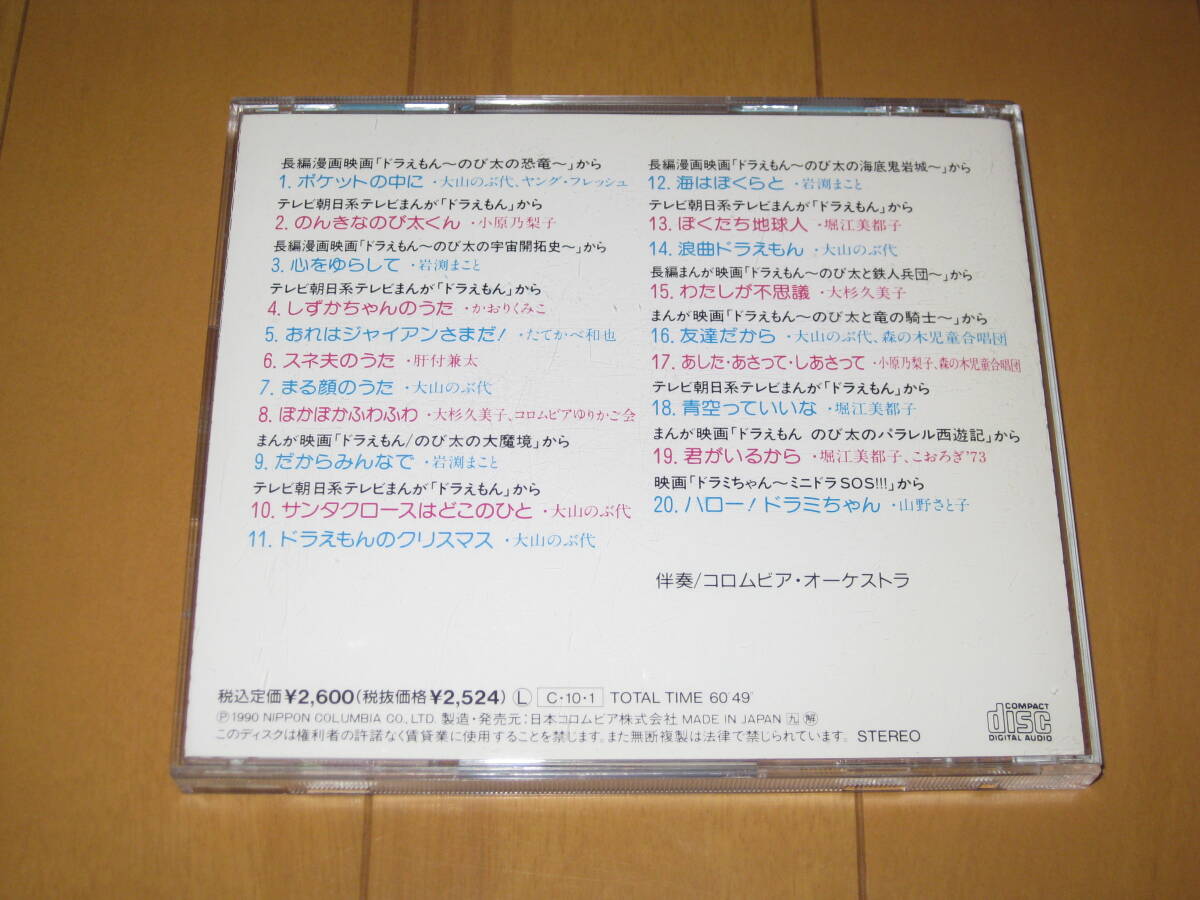 長編漫画映画「ドラえもん〜のび太の恐竜〜」から
1. ポケットの中に ・大山のぶ代、ヤング・フレッシュ
テレビ朝日系テレビまんが「ドラえもん」から
2. のんきなのび太くん ・小原乃梨子
長編漫画映画「ドラえもん〜のび太の宇宙開拓史〜」から
3. 心をゆらして ・岩渕まこと
テレビ朝日系テレビまんが「ドラえもん」から
4. しずかちゃんのうた ・かおりくみこ
5. おれはジャイアンさまだ! ・たてかべ和也
6. スネ夫のうた ・肝付兼太
7. まる顔のうた ・大山のぶ代
8. ぽかぽかふわふわ ・大杉久美子、コロムビアゆりかご会
まんが映画「ドラえもん/のび太の大魔境」から
9. だからみんなで ・岩渕まこと
テレビ朝日系テレビまんが「ドラえもん」から
10. サンタクロースはどこのひと ・大山のぶ代
11. ドラえもんのクリスマス ・大山のぶ代
長編漫画映画「ドラえもん〜のび太の海底鬼岩城〜」から
12. 海はぼくらと ・岩渕まこと
テレビ朝日系テレビまんが「ドラえもん」から
13. ぼくたち地球人 ・堀江美都子
14. 浪曲ドラえもん ・大山のぶ代
長編まんが映画「ドラえもん〜のび太と鉄人兵団〜」から
15. わたしが不思議 ・大杉久美子
まんが映画「ドラえもん〜のび太と竜の騎士〜」から
16. 友達だから ・大山のぶ代、森の木児童合唱団
17. あした・あさって・しあさって ・小原乃梨子、森の木児童合唱団
テレビ朝日系テレビまんが「ドラえもん」から
18. 青空っていいな ・堀江美都子
まんが映画「ドラえもん のび太のパラレル西遊記」から
19. 君がいるから ・堀江美都子、こおろぎ'73
映画「ドラミちゃん〜ミニドラSOS!!!」から
20. ハロー!ドラミちゃん ・山野さと子
伴奏/コロムビア・オーケストラ
税込定価¥2,600(税抜価格¥2,524) Ⓛ C・10・1 TOTAL TIME 60'49"
Ⓟ1990 NIPPON COLUMBIA CO., LTD. 製造・発売元:日本コロムビア株式会社 MADE IN JAPAN 九 解
このディスクは権利者の許諾なく賃貸業に使用することを禁じます。また無断複製は法律で禁じられています。 STEREO
COMPACT
disc
DIGITAL AUDIO